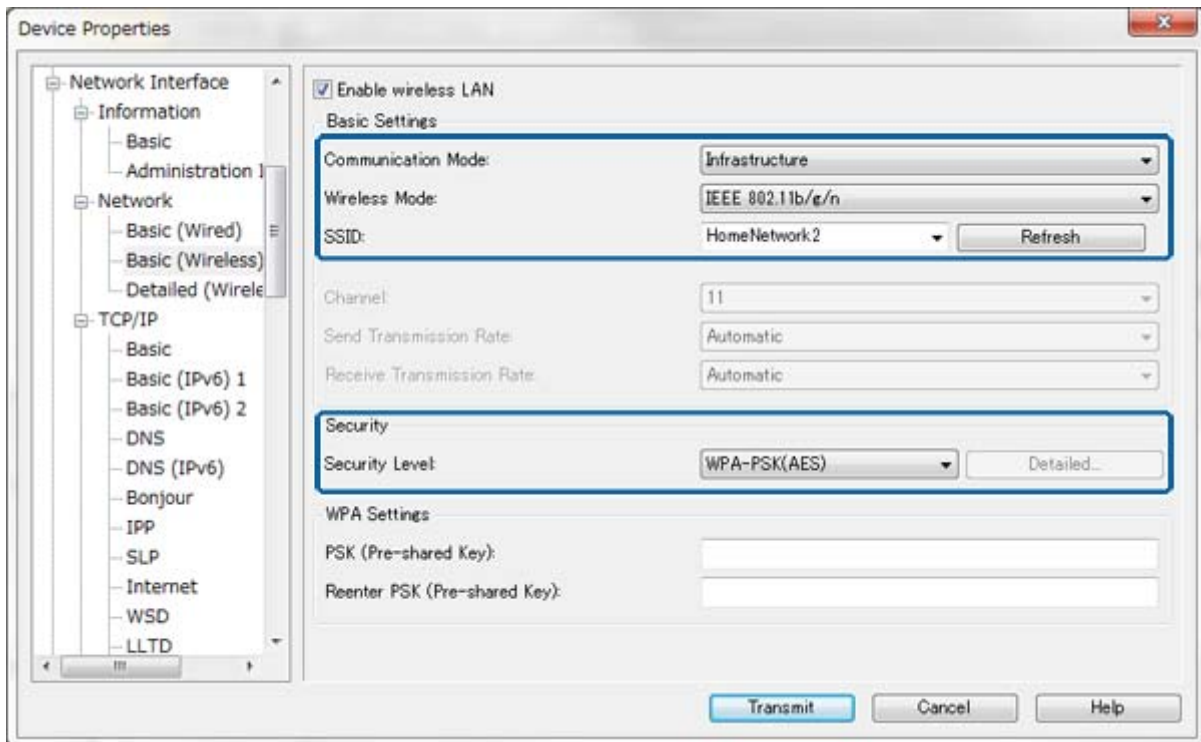 Device Properties
Network Interface
Information
Basic
Administration I
Network
Basic (Wired)
Basic (Wireless)
Detailed (Wirele
TCP/IP
Basic
Basic (IPv6) 1
Basic (IPv6) 2
DNS
DNS (IPv6)
Bonjour
IPP
SLP
Internet
WSD
LLTD
Enable wireless LAN
Basic Settings
Communication Mode: Infrastructure
Wireless Mode: IEEE 802.11b/g/n
SSID: HomeNetwork2 Refresh
Channel: 11
Send Transmission Rate: Automatic
Receive Transmission Rate: Automatic
Security
Security Level: WPA-PSK(AES) Detailed...
WPA Settings
PSK (Pre-shared Key):
Reenter PSK (Pre-shared Key):
Transmit Cancel Help